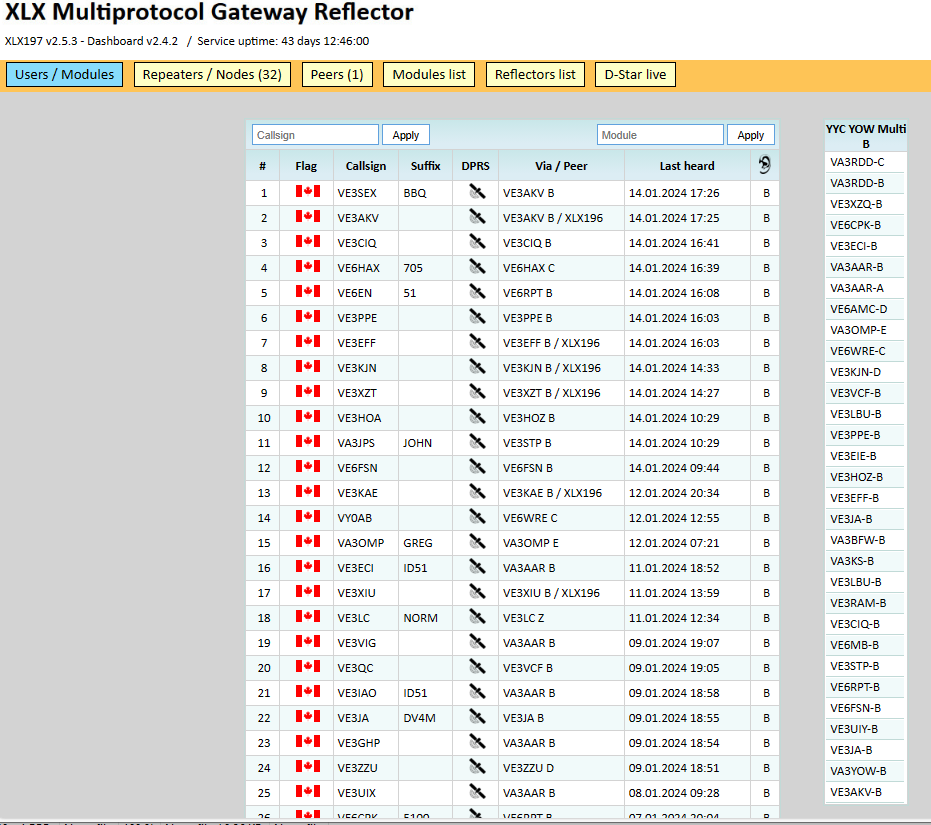 XLX Multiprotocol Gateway Reflector
XLX197 v2.5.3 - Dashboard v2.4.2 / Service uptime: 43 days 12:46:00
Users / Modules Repeaters / Nodes (32) Peers (1) Modules list Reflectors list D-Star live
Callsign Apply Module Apply
# Flag Callsign Suffix DPRS Via / Peer Last heard
1 VE3SEX BBQ VE3AKV B 14.01.2024 17:26 B
2 VE3AKV VE3AKV B / XLX196 14.01.2024 17:25 B
3 VE3CIQ VE3CIQ B 14.01.2024 16:41 B
4 VE6HAX 705 VE6HAX C 14.01.2024 16:39 B
5 VE6EN 51 VE6RPT B 14.01.2024 16:08 B
6 VE3PPE VE3PPE B 14.01.2024 16:03 B
7 VE3EFF VE3EFF B / XLX196 14.01.2024 16:03 B
8 VE3KJN VE3KJN B / XLX196 14.01.2024 14:33 B
9 VE3XZT VE3XZT B / XLX196 14.01.2024 14:27 B
10 VE3HOA VE3HOZ B 14.01.2024 10:29 B
11 VA3JPS JOHN VE3STP B 14.01.2024 10:29 B
12 VE6FSN VE6FSN B 14.01.2024 09:44 B
13 VE3KAE VE3KAE B / XLX196 12.01.2024 20:34 B
14 VY0AB VE6WRE C 12.01.2024 12:55 B
15 VA3OMP GREG VA3OMP E 12.01.2024 07:21 B
16 VE3ECI ID51 VA3AAR B 11.01.2024 18:52 B
17 VE3XIU VE3XIU B / XLX196 11.01.2024 13:59 B
18 VE3LC NORM VE3LC Z 11.01.2024 12:34 B
19 VE3VIG VA3AAR B 09.01.2024 19:07 B
20 VE3QC VE3VCF B 09.01.2024 19:05 B
21 VE3IAO ID51 VA3AAR B 09.01.2024 18:58 B
22 VE3JA DV4M VE3JA B 09.01.2024 18:55 B
23 VE3GHP VA3AAR B 09.01.2024 18:54 B
24 VE3ZZU VE3ZZU D 09.01.2024 18:51 B
25 VE3UIX VA3AAR B 08.01.2024 09:28 B
26 VE6CPK 5100 VE6RPT B 07.01.2024 20:04 B
YYC YOW Multi
B
VA3RDD-C
VA3RDD-B
VE3XZQ-B
VE6CPK-B
VE3ECI-B
VA3AAR-B
VA3AAR-A
VE6AMC-D
VA3OMP-E
VE6WRE-C
VE3KJN-D
VE3VCF-B
VE3LBU-B
VE3PPE-B
VE3EIE-B
VE3HOZ-B
VE3EFF-B
VE3JA-B
VA3BFW-B
VA3KS-B
VE3LBU-B
VE3RAM-B
VE3CIQ-B
VE6MB-B
VE3STP-B
VE6RPT-B
VE6FSN-B
VE3UIY-B
VE3JA-B
VA3YOW-B
VE3AKV-B